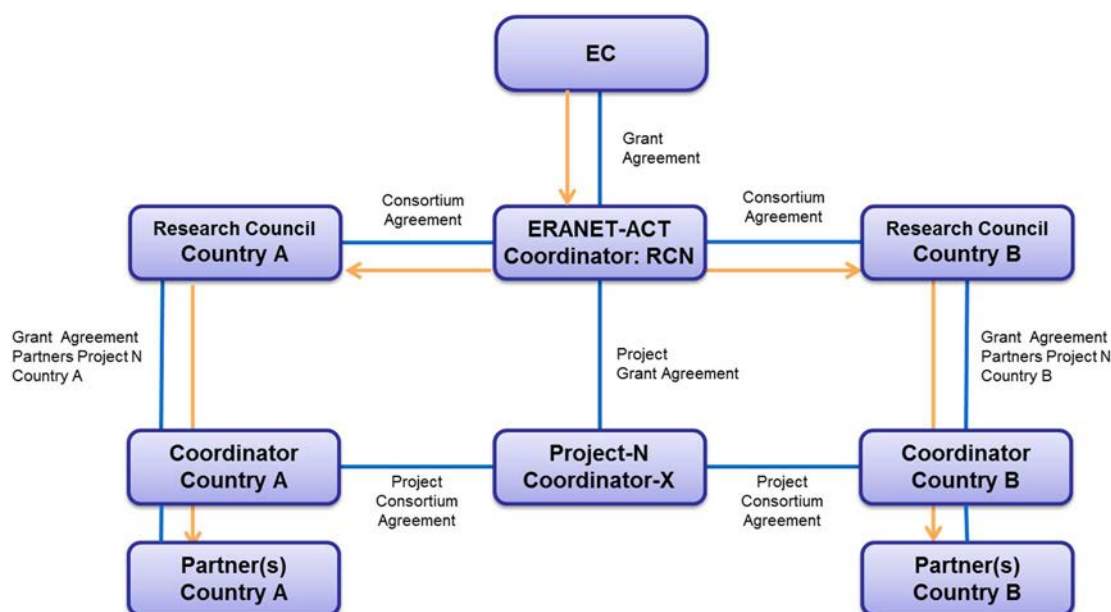 EC
Grant
Agreement
Consortium
Agreement
Consortium
Agreement
Research Council
Country A
ERANET-ACT
Coordinator: RCN
Research Council
Country B
Grant Agreement
Partners Project N
Country A
Project
Grant Agreement
Grant Agreement
Partners Project N
Country B
Coordinator
Country A
Project-N
Coordinator-X
Coordinator
Country B
Project
Consortium
Agreement
Project
Consortium
Agreement
Partner(s)
Country A
Partner(s)
Country B